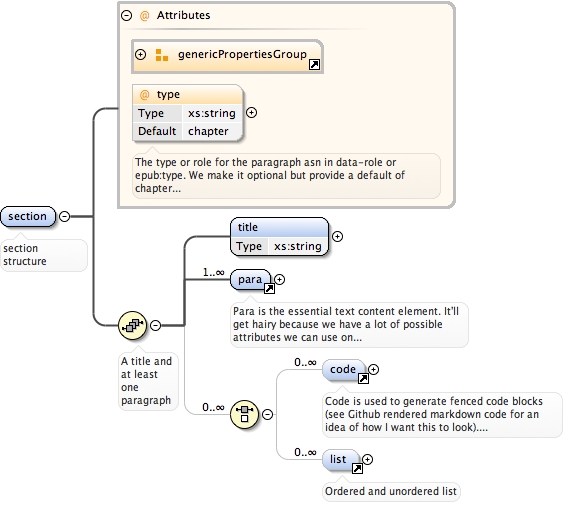 @ Attributes
genericPropertiesGroup
@ type
Type xs:string
Default chapter
The type or role for the paragraph asn in data-role or
epub:type. We make it optional but provide a default of
chapter...
section
section
structure
title
Type xs:string
1..∞
para
Para is the essential text content element. It'll
get hairy because we have a lot of possible
attributes we can use on...
A title and
at least
one
paragraph
0..∞
0..∞
code
Code is used to generate fenced code blocks
(see Github rendered markdown code for an
idea of how I want this to look)....
0..∞
list
Ordered and unordered list